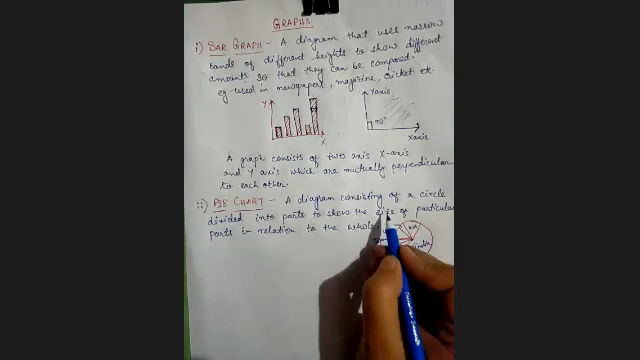 GRAPHS
i) BAR GRAPH - A diagram that uses narrow
bands of different heights to show different
amounts so that they can be compared.
eg used in newspapers, magazine, cricket etc.
Y
X
Y axis
90°
X axis
A graph consists of two axis X-axis
and Y axis which are mutually perpendicular
to each other.
ii) PIE CHART - A diagram consisting of a circle
divided into parts to show the size of particular
parts in relation to the whole.